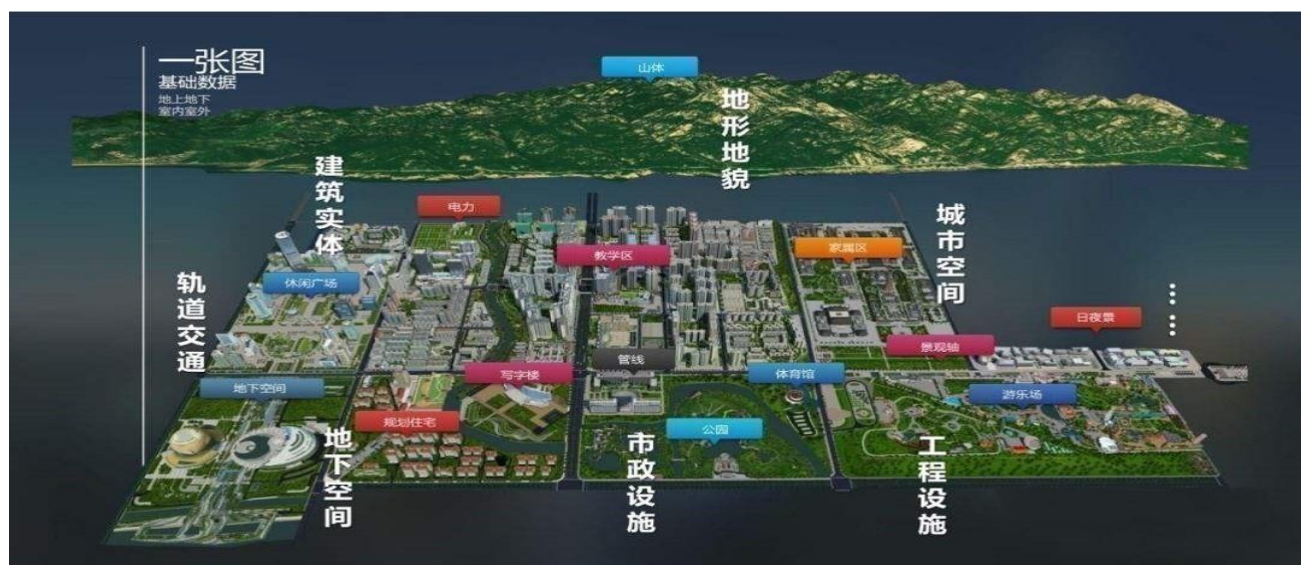 一张图
基础数据
地上地下
室内室外
山体
地形地貌
建筑实体
电力
城市空间
教学区
家属区
轨道交通
休闲广场
日夜景
景观轴
管线
写字楼
体育馆
地下空间
游乐场
规划住宅
公园
地下空间
市政设施
工程设施